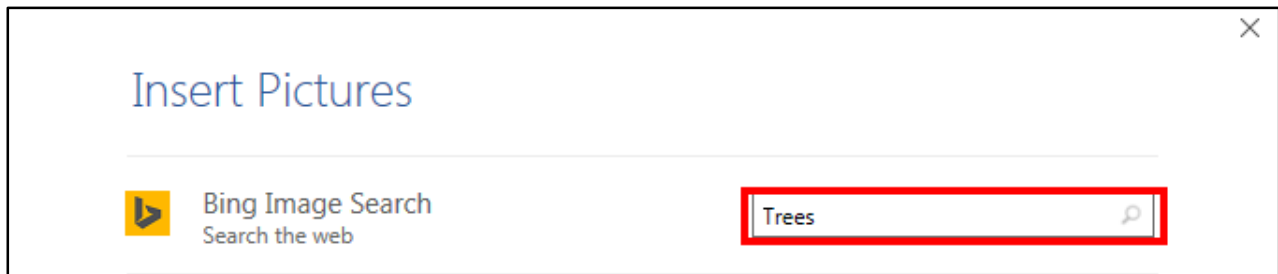 Insert Pictures
Bing Image Search
Search the web
Trees